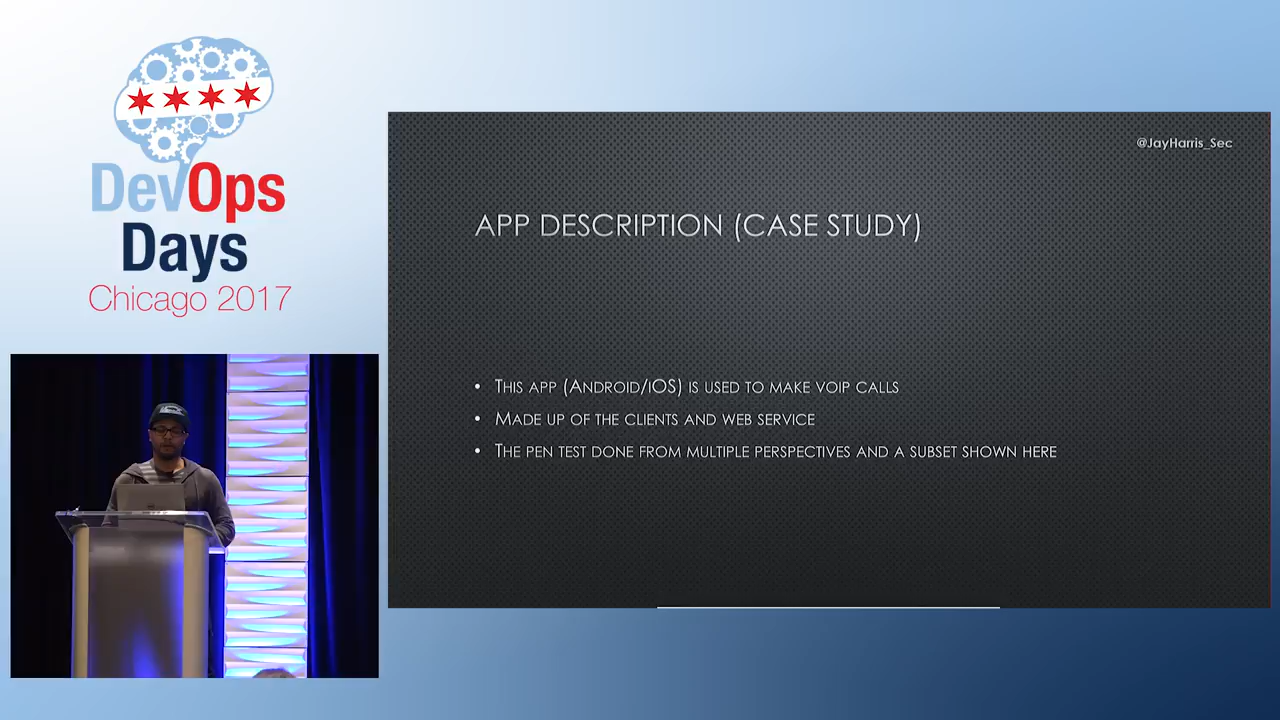 DevOps
Days
Chicago 2017
@JayHarris_Sec
APP DESCRIPTION (CASE STUDY)
• THIS APP (ANDROID/IOS) IS USED TO MAKE VOIP CALLS
• MADE UP OF THE CLIENTS AND WEB SERVICE
• THE PEN TEST DONE FROM MULTIPLE PERSPECTIVES AND A SUBSET SHOWN HERE